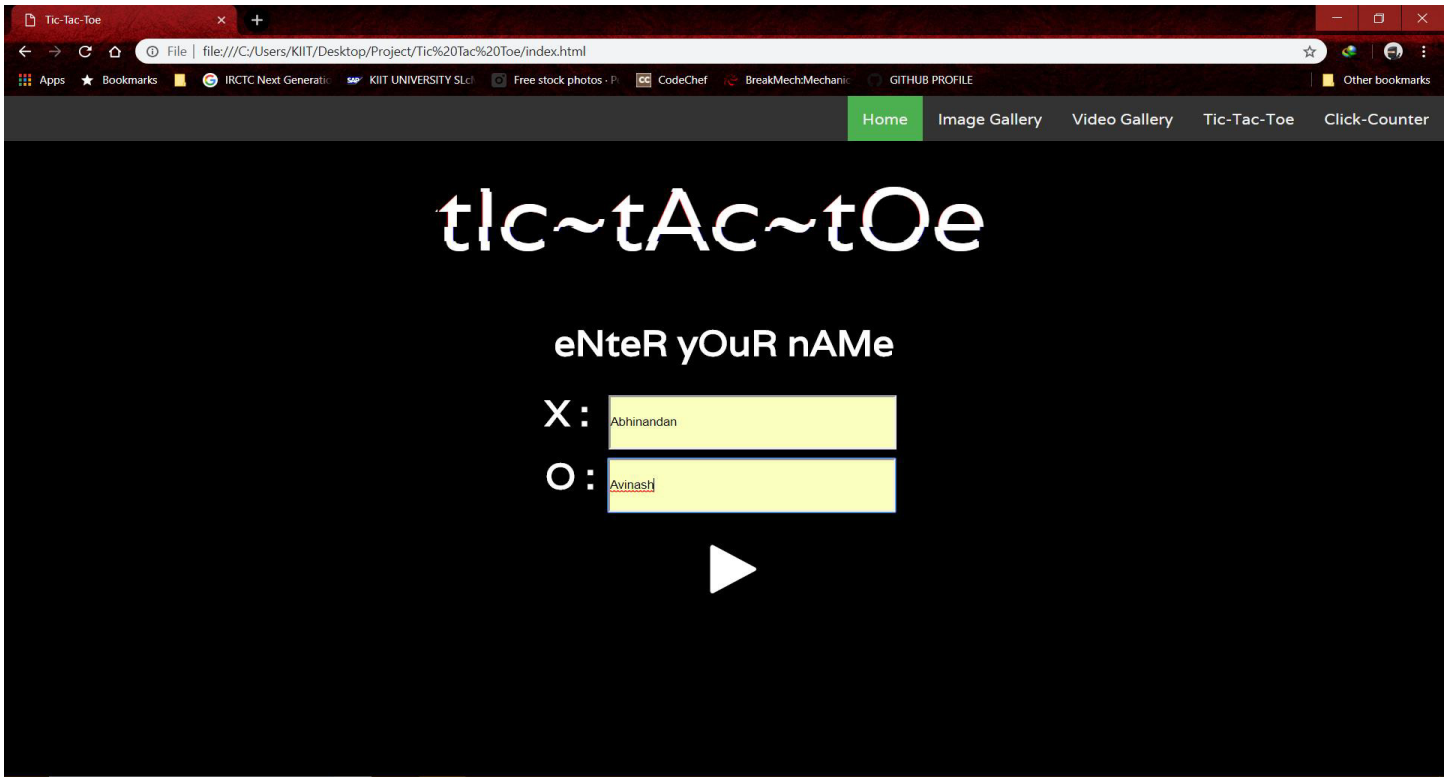 Tic-Tac-Toe
File | file:///C:/Users/KIIT/Desktop/Project/Tic%20Tac%20Toe/index.html
Apps Bookmarks IRCTC Next Generatio SAP KIIT UNIVERSITY SLc Free stock photos · P CC CodeChef BreakMech:Mechanic GITHUB PROFILE Other bookmarks
Home Image Gallery Video Gallery Tic-Tac-Toe Click-Counter
tIc~tAc~tOe
eNteR yOuR nAMe
X : Abhinandan
O : Avinash